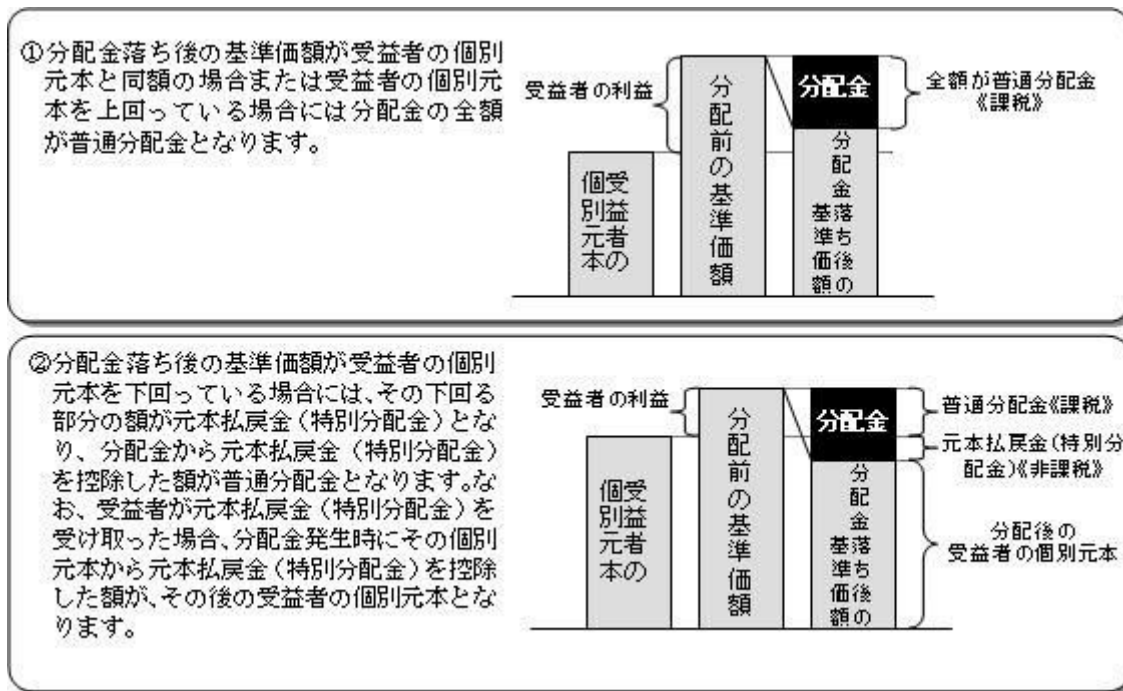 ①分配金落ち後の基準価額が受益者の個別
元本と同額の場合または受益者の個別元
本を上回っている場合には分配金の全額
が普通分配金となります。
受益者の利益
受益者の
個別元本
分配前の基準価額
分配金
分配金落ち後の
基準価額
全額が普通分配金
《課税》
②分配金落ち後の基準価額が受益者の個別
元本を下回っている場合には、その下回る
部分の額が元本払戻金(特別分配金)とな
り、分配金から元本払戻金(特別分配金)
を控除した額が普通分配金となります。な
お、受益者が元本払戻金(特別分配金)を
受け取った場合、分配金発生時にその個別
元本から元本払戻金(特別分配金)を控除
した額が、その後の受益者の個別元本とな
ります。
受益者の利益
受益者の
個別元本
分配前の基準価額
分配金
分配金落ち後の
基準価額
普通分配金《課税》
元本払戻金(特別分
配金)《非課税》
分配後の
受益者の個別元本